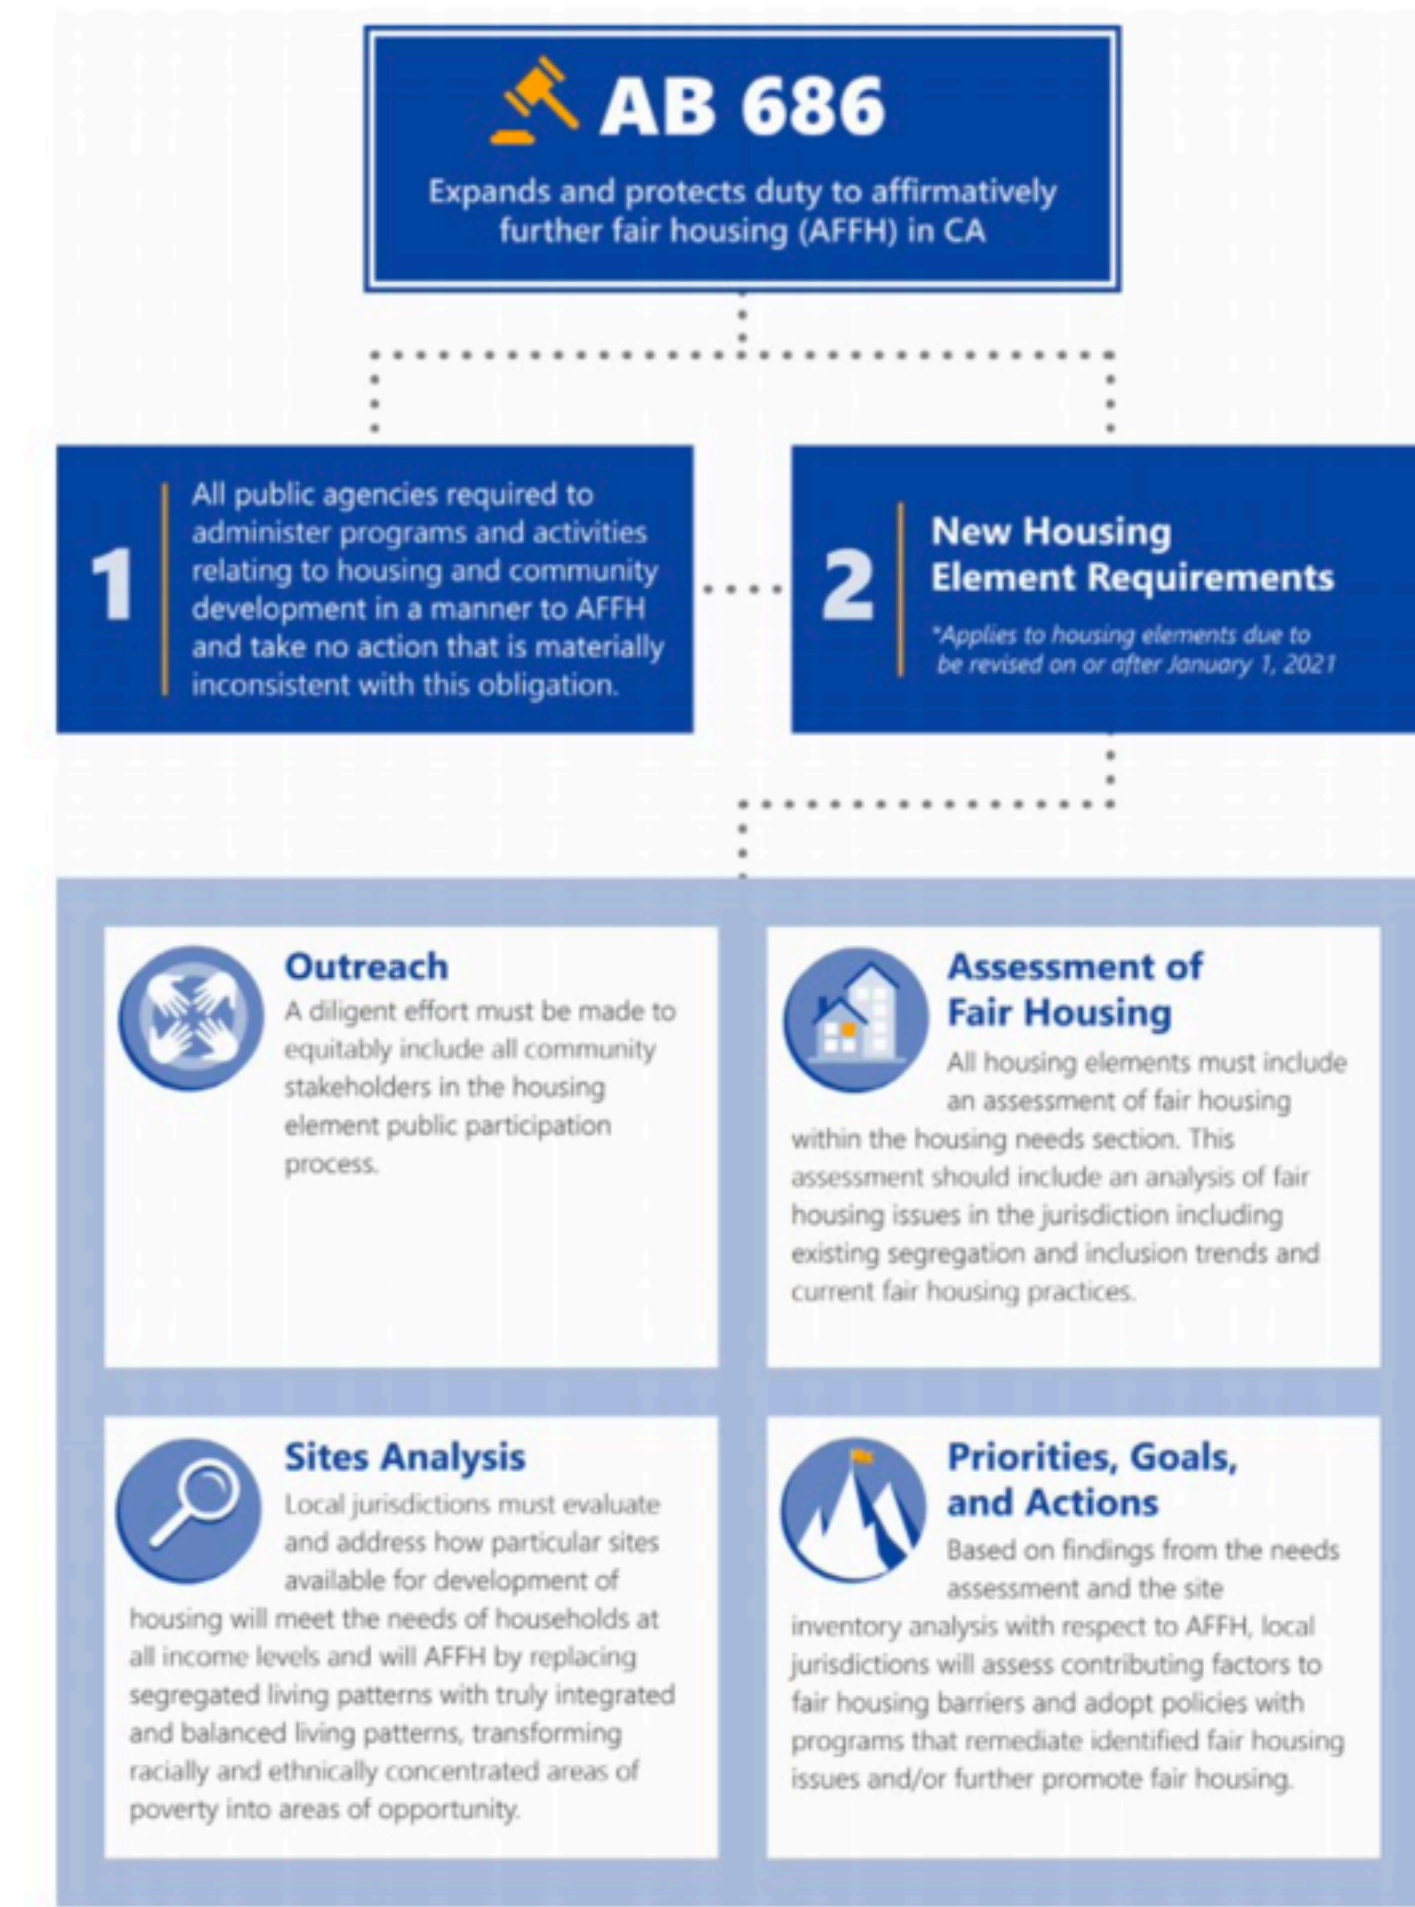 AB 686
Expands and protects duty to affirmatively
further fair housing (AFFH) in CA
1
All public agencies required to
administer programs and activities
relating to housing and community
development in a manner to AFFH
and take no action that is materially
inconsistent with this obligation.
2
New Housing
Element Requirements
*Applies to housing elements due to
be revised on or after January 1, 2021
Outreach
A diligent effort must be made to
equitably include all community
stakeholders in the housing
element public participation
process.
Assessment of
Fair Housing
All housing elements must include
an assessment of fair housing
within the housing needs section. This
assessment should include an analysis of fair
housing issues in the jurisdiction including
existing segregation and inclusion trends and
current fair housing practices.
Sites Analysis
Local jurisdictions must evaluate
and address how particular sites
available for development of
housing will meet the needs of households at
all income levels and will AFFH by replacing
segregated living patterns with truly integrated
and balanced living patterns, transforming
racially and ethnically concentrated areas of
poverty into areas of opportunity.
Priorities, Goals,
and Actions
Based on findings from the needs
assessment and the site
inventory analysis with respect to AFFH, local
jurisdictions will assess contributing factors to
fair housing barriers and adopt policies with
programs that remediate identified fair housing
issues and/or further promote fair housing.